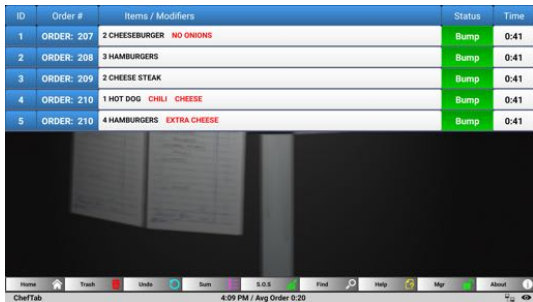 ID Order # Items / Modifiers Status Time
1 ORDER: 207 2 CHEESEBURGER NO ONIONS Bump 0:41
2 ORDER: 208 3 HAMBURGERS Bump 0:41
3 ORDER: 209 2 CHEESE STEAK Bump 0:41
4 ORDER: 210 1 HOT DOG CHILI CHEESE Bump 0:41
5 ORDER: 210 4 HAMBURGERS EXTRA CHEESE Bump 0:41
Home Trash Undo Sum S.O.S Find Help Mgr About
ChefTab 4:09 PM / Avg Order 0:20